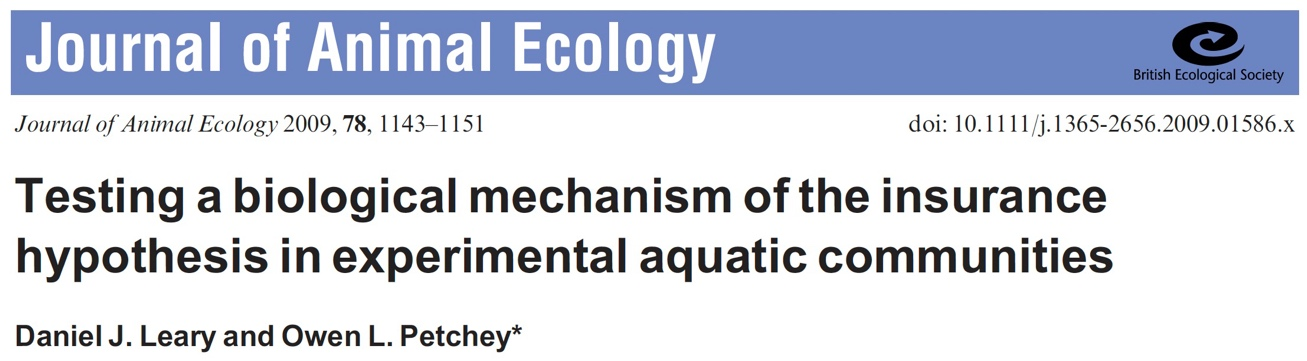 Journal of Animal Ecology
British Ecological Society
Journal of Animal Ecology 2009, 78, 1143–1151
doi: 10.1111/j.1365-2656.2009.01586.x
Testing a biological mechanism of the insurance
hypothesis in experimental aquatic communities
Daniel J. Leary and Owen L. Petchey*